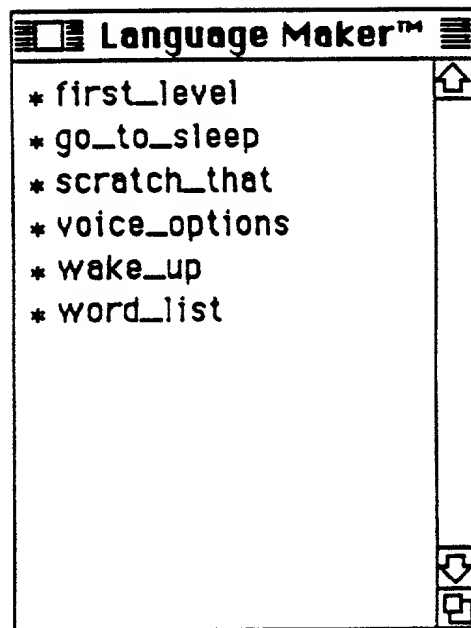 Language Maker™
* first_level
* go_to_sleep
* scratch_that
* voice_options
* wake_up
* word_list